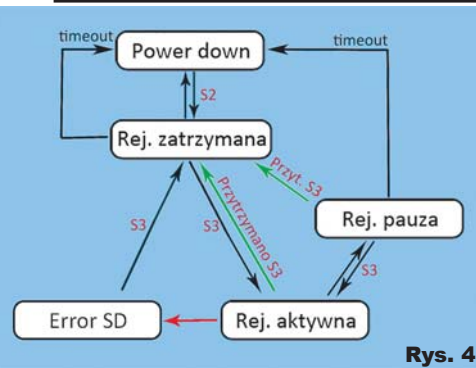 timeout
Power down
timeout
S2
Rej. zatrzymana
Przyt. S3
Przytrzymano S3
S3
S3
Rej. pauza
S3
Error SD
Rej. aktywna
Rys. 4